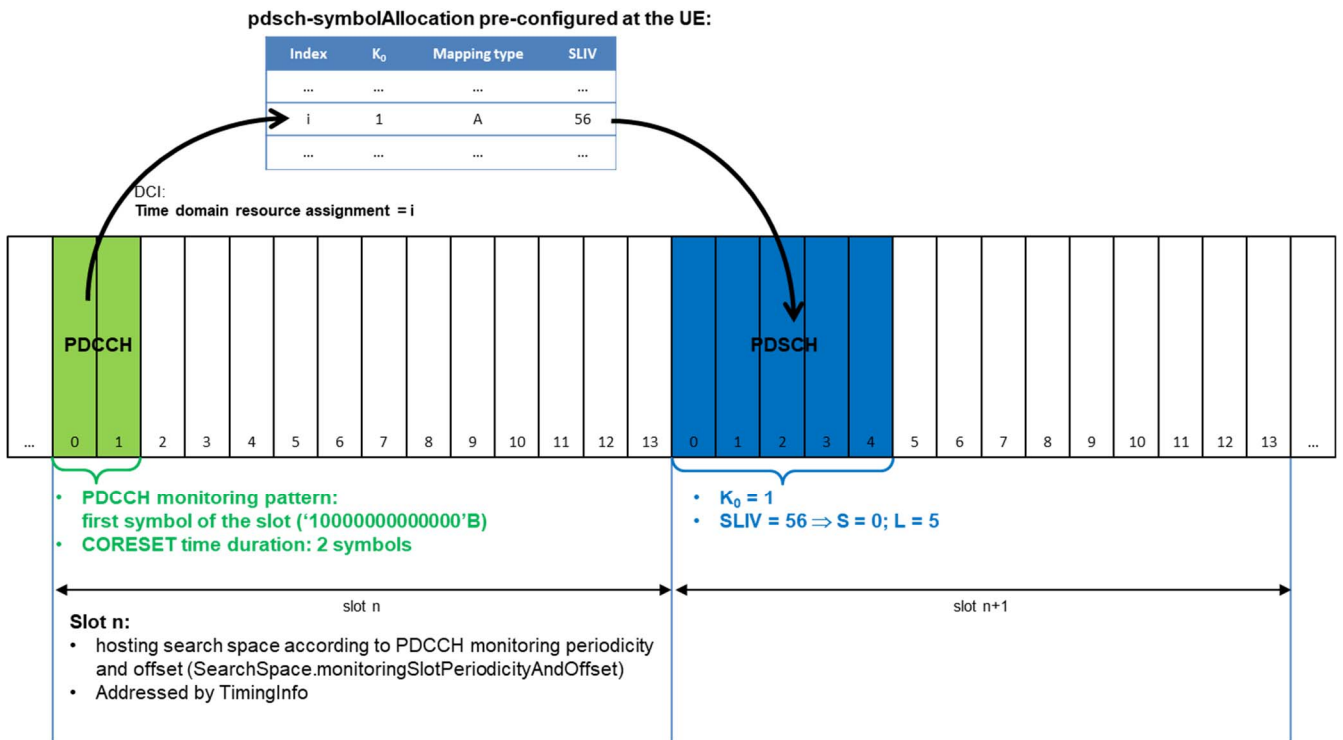 pdsch-symbolAllocation pre-configured at the UE:
Index K₀ Mapping type SLIV
... ... ... ...
i 1 A 56
... ... ... ...
DCI:
Time domain resource assignment = i
PDCCH PDSCH
... 0 1 2 3 4 5 6 7 8 9 10 11 12 13 0 1 2 3 4 5 6 7 8 9 10 11 12 13 ...
• PDCCH monitoring pattern:
first symbol of the slot (‘10000000000000’B)
• CORESET time duration: 2 symbols
• K₀ = 1
• SLIV = 56 ⇒ S = 0; L = 5
slot n slot n+1
Slot n:
• hosting search space according to PDCCH monitoring periodicity
and offset (SearchSpace.monitoringSlotPeriodicityAndOffset)
• Addressed by TimingInfo